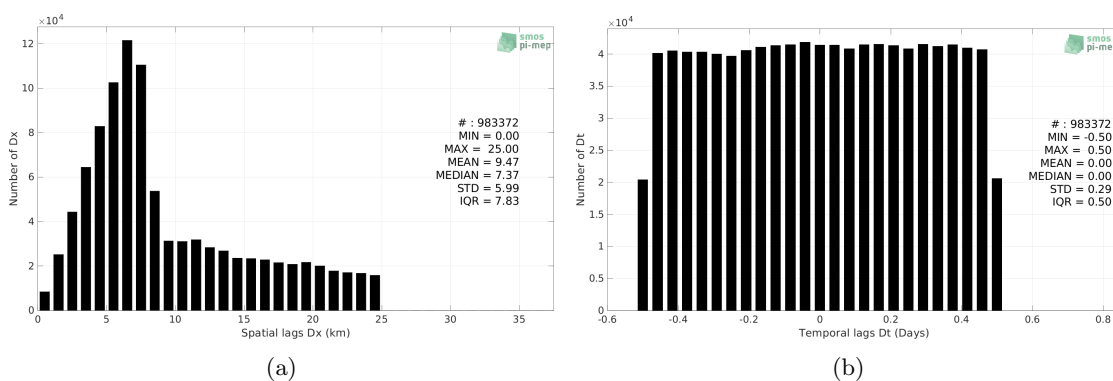 ×10⁴
12
10
8
6
4
2
0
Number of Dx
0 5 10 15 20 25 30 35
Spatial lags Dx (km)
smos
pi-mep
# : 983372
MIN = 0.00
MAX = 25.00
MEAN = 9.47
MEDIAN = 7.37
STD = 5.99
IQR = 7.83
(a)
×10⁴
4
3.5
3
2.5
2
1.5
1
0.5
0
Number of Dt
-0.6 -0.4 -0.2 0 0.2 0.4 0.6 0.8
Temporal lags Dt (Days)
smos
pi-mep
# : 983372
MIN = -0.50
MAX = 0.50
MEAN = 0.00
MEDIAN = 0.00
STD = 0.29
IQR = 0.50
(b)